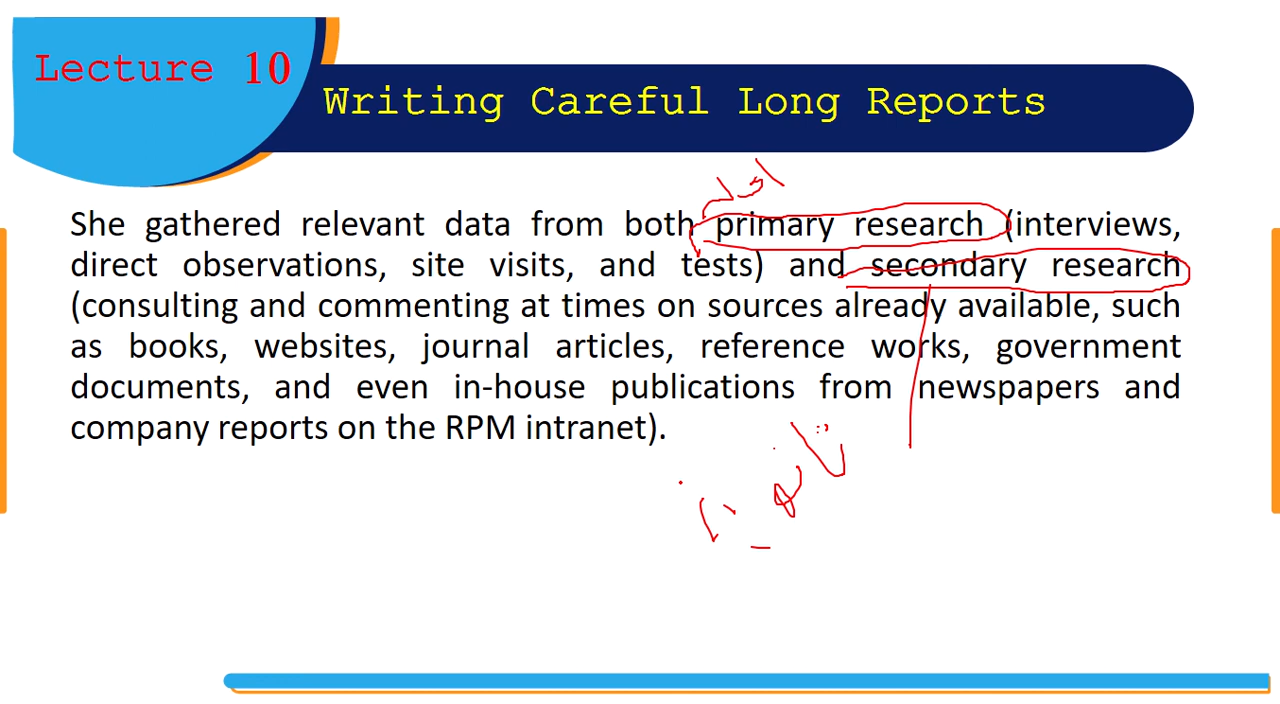 Lecture 10
Writing Careful Long Reports
She gathered relevant data from both primary research (interviews,
direct observations, site visits, and tests) and secondary research
(consulting and commenting at times on sources already available, such
as books, websites, journal articles, reference works, government
documents, and even in-house publications from newspapers and
company reports on the RPM intranet).